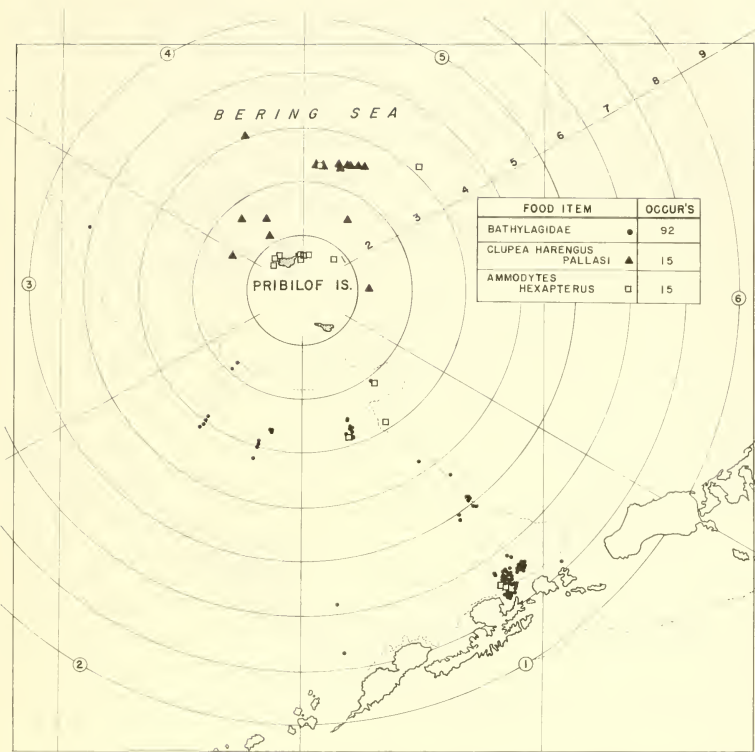 ④
⑤
9
8
7
BERING SEA
6
5
4
3
2
FOOD ITEM OCCUR'S
BATHYLAGIDAE ● 92
CLUPEA HARENGUS
PALLASI ▲ 15
AMMODYTES
HEXAPTERUS □ 15
③
PRIBILOF IS.
⑥
②
①